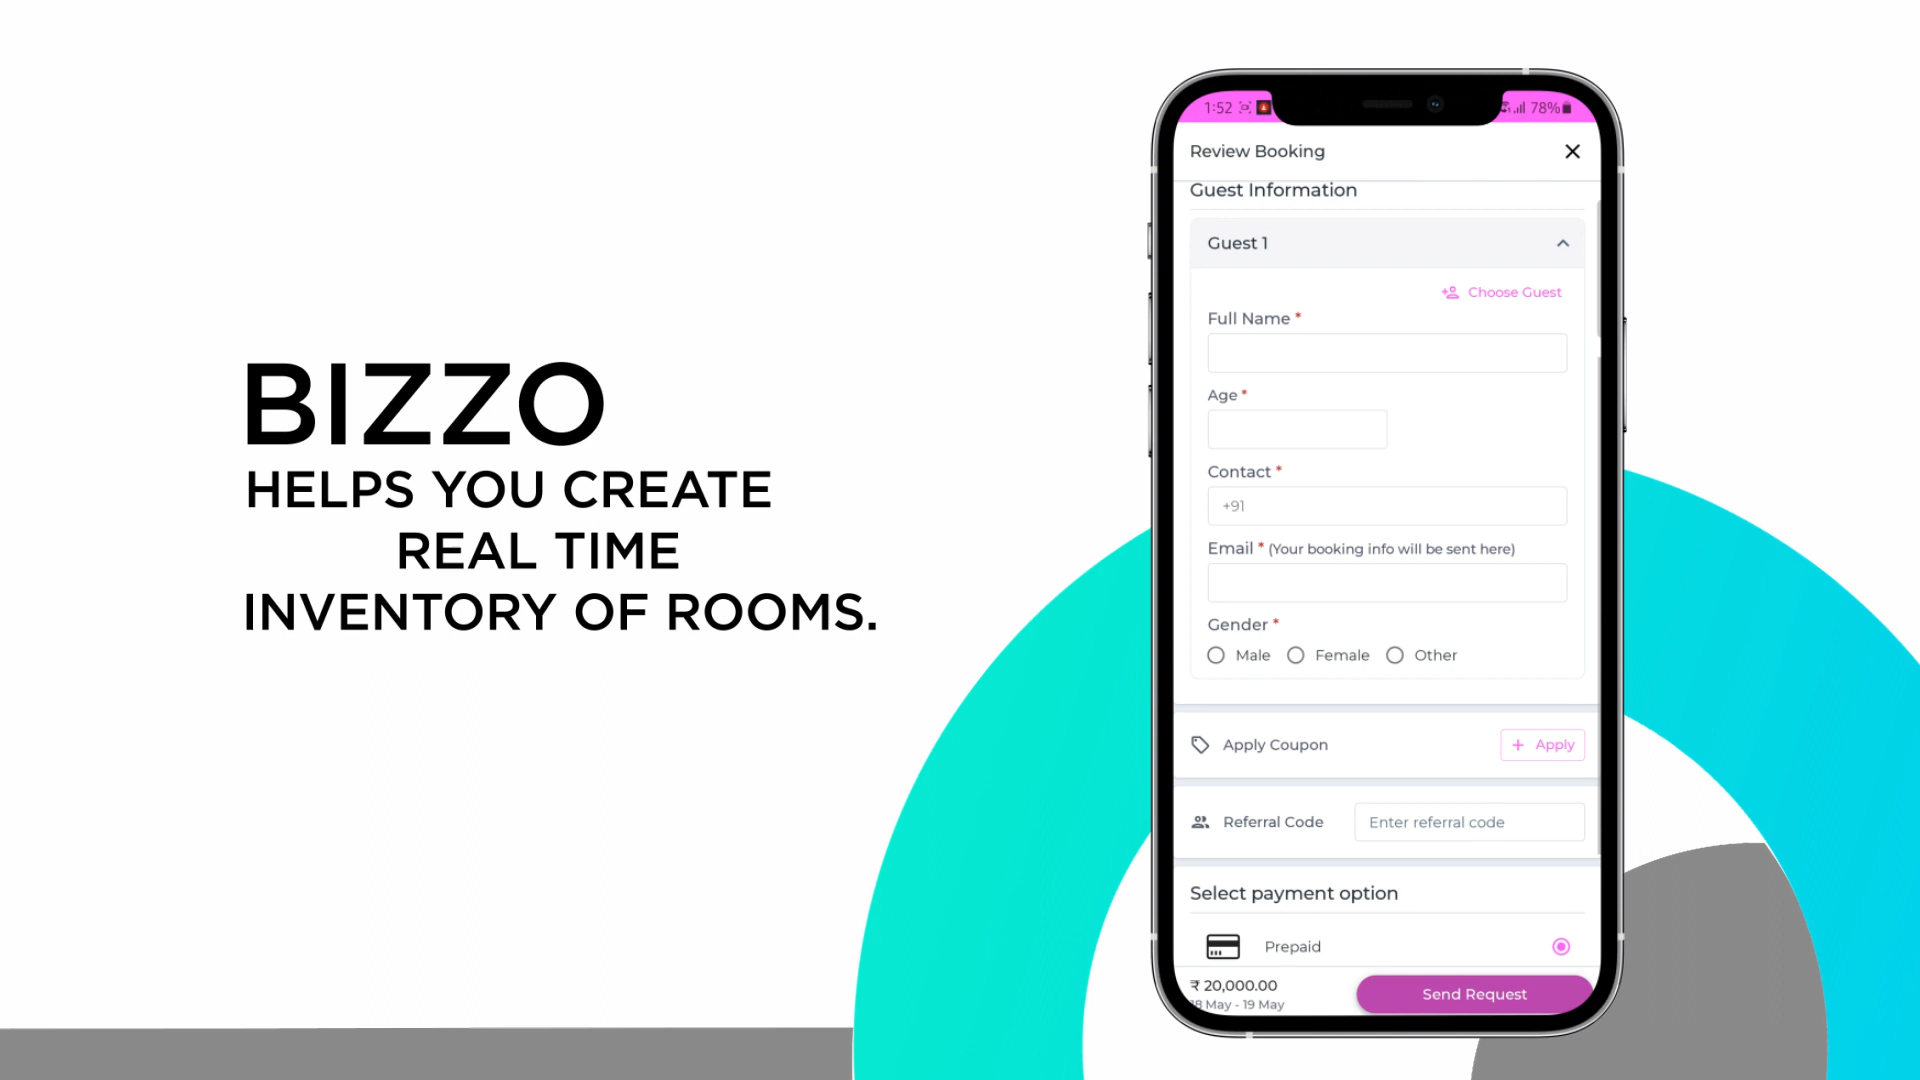 BIZZO
HELPS YOU CREATE
REAL TIME
INVENTORY OF ROOMS.
1:52
78%
Review Booking
Guest Information
Guest 1
Choose Guest
Full Name *
Age *
Contact *
+91
Email * (Your booking info will be sent here)
Gender *
Male Female Other
Apply Coupon
+ Apply
Referral Code
Enter referral code
Select payment option
Prepaid
₹ 20,000.00
18 May - 19 May
Send Request